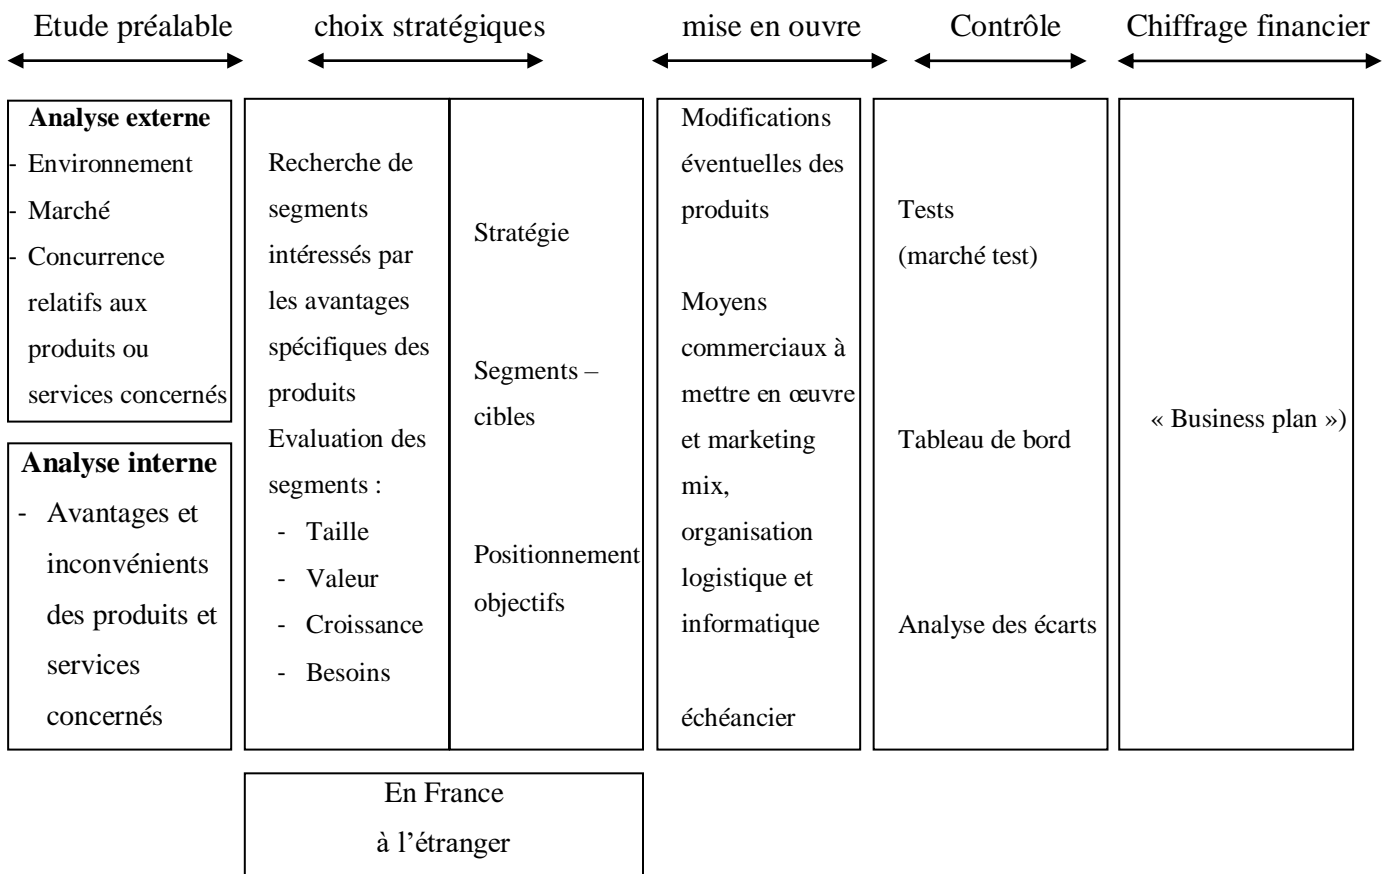 Etude préalable
choix stratégiques
mise en ouvre
Contrôle
Chiffrage financier
Analyse externe
- Environnement
- Marché
- Concurrence
relatifs aux
produits ou
services concernés
Analyse interne
- Avantages et
inconvénients
des produits et
services
concernés
Recherche de
segments
intéressés par
les avantages
spécifiques des
produits
Evaluation des
segments :
- Taille
- Valeur
- Croissance
- Besoins
Stratégie
Segments –
cibles
Positionnement
objectifs
Modifications
éventuelles des
produits
Moyens
commerciaux à
mettre en œuvre
et marketing
mix,
organisation
logistique et
informatique
échéancier
Tests
(marché test)
Tableau de bord
Analyse des écarts
« Business plan »)
En France
à l’étranger